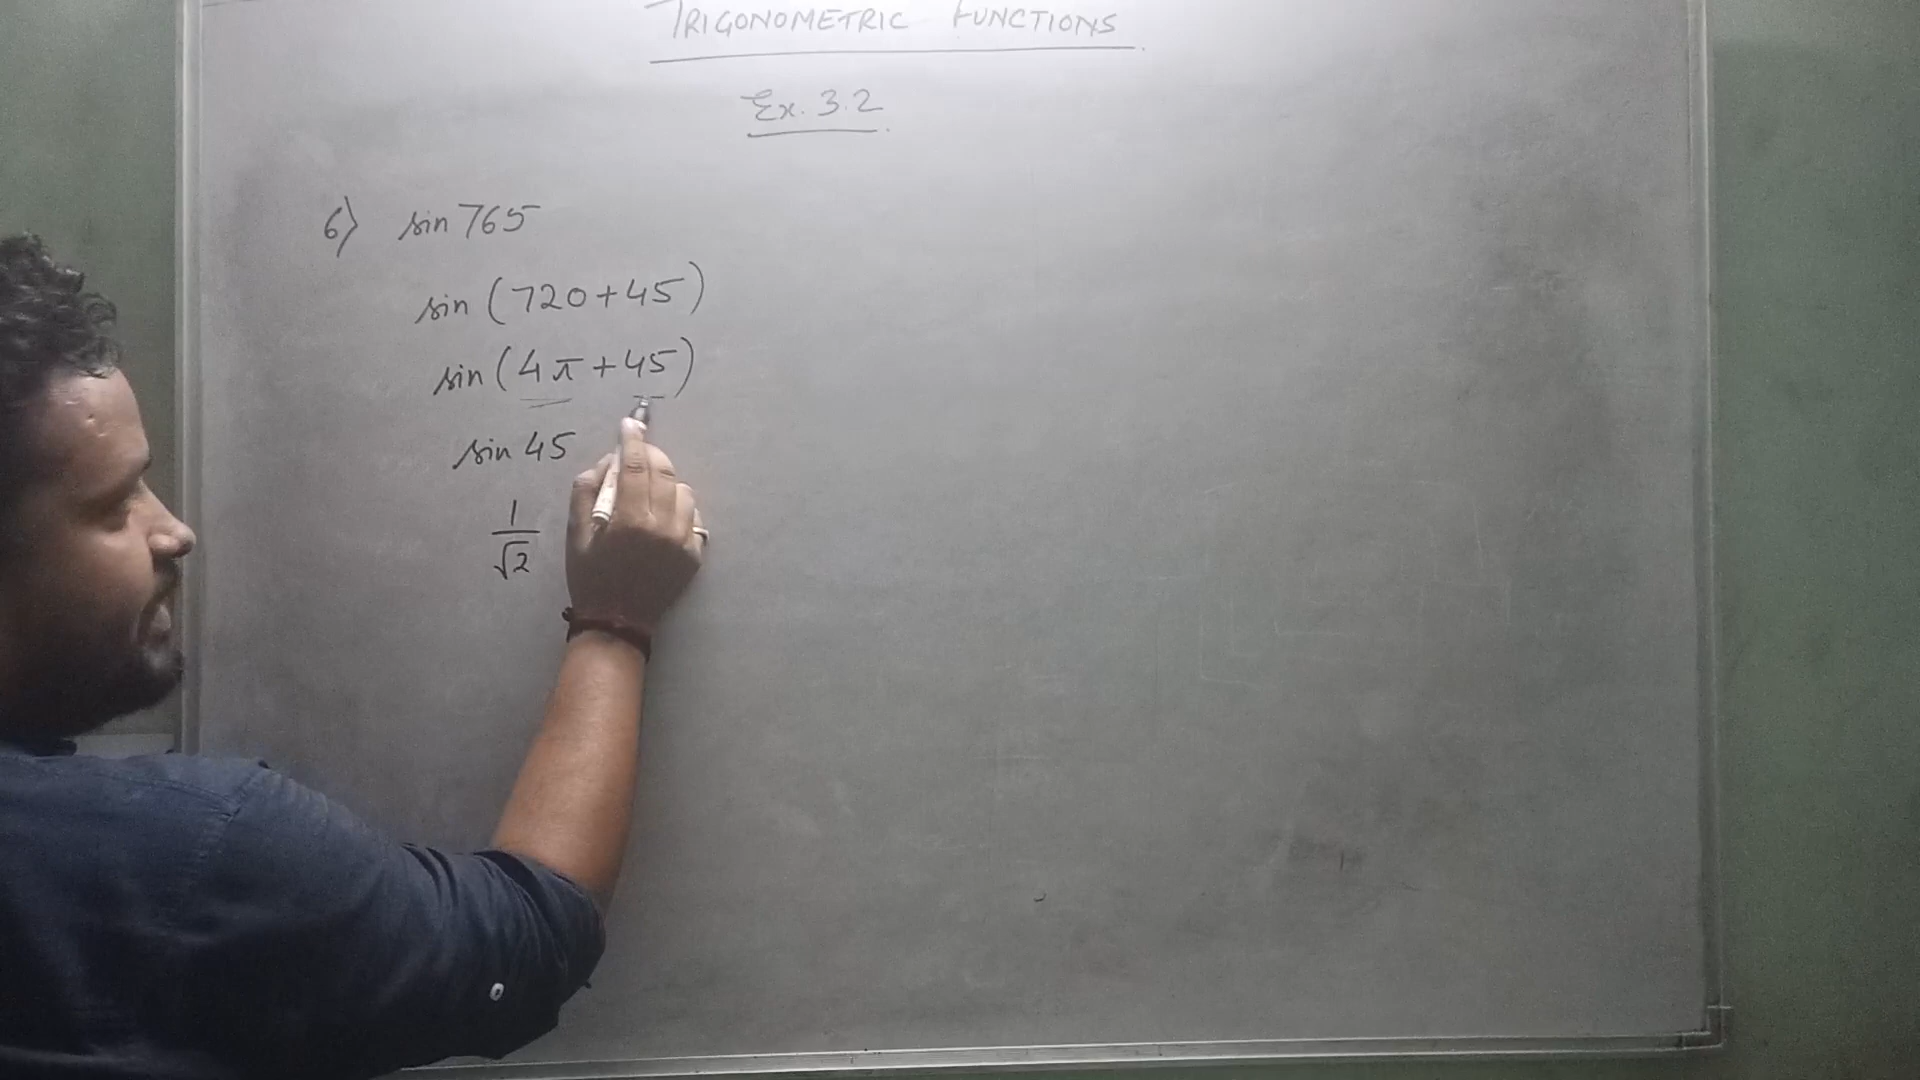 TRIGONOMETRIC FUNCTIONS
Ex. 3.2
6) sin 765
sin (720+45)
sin (4π+45)
sin 45
1/√2